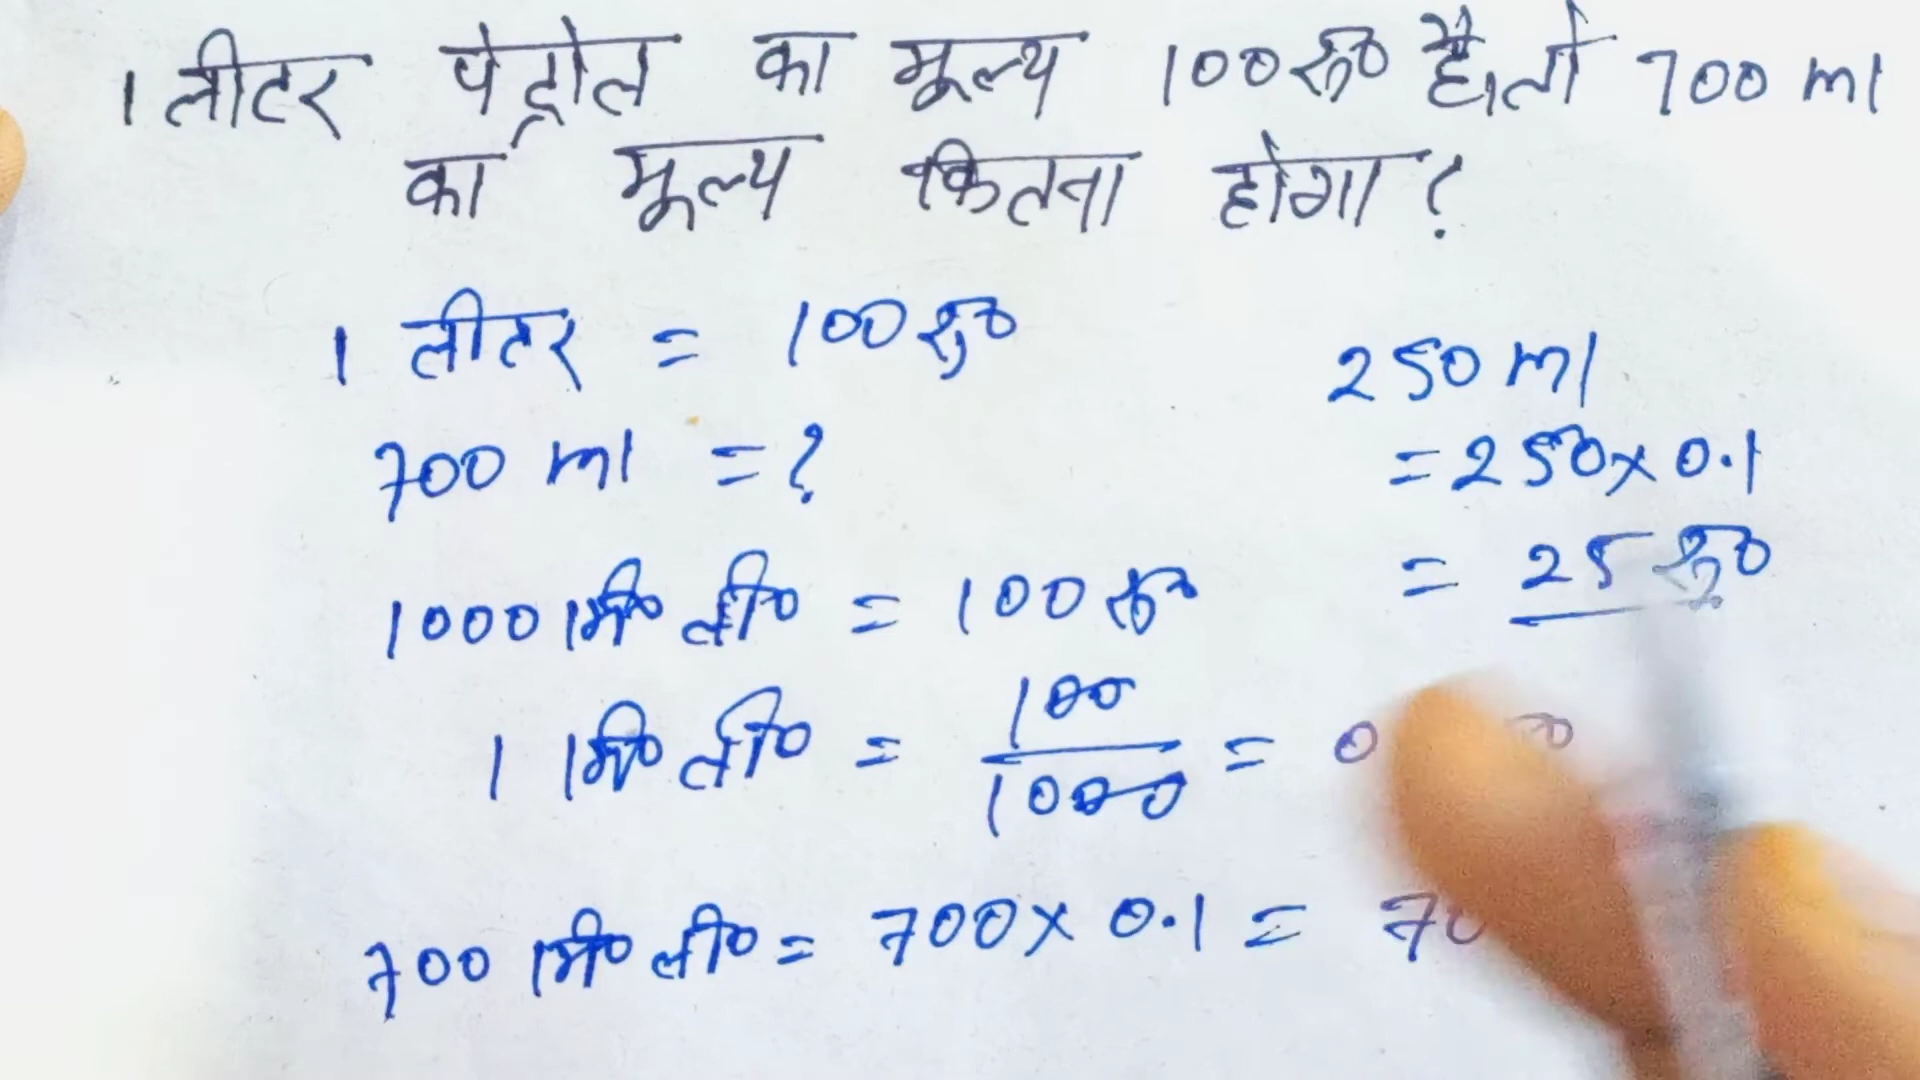 1 लीटर पेट्रोल का मूल्य 100 रु० है, तो 700 ml
का मूल्य कितना होगा ?
1 लीटर = 100 रु०
700 ml = ?
1000 मि० ली० = 100 रु०
1 मि० ली० = 100/1000 = 0
700 मि० ली० = 700 × 0.1 = 70
250 ml
= 250 × 0.1
= 25 रु०